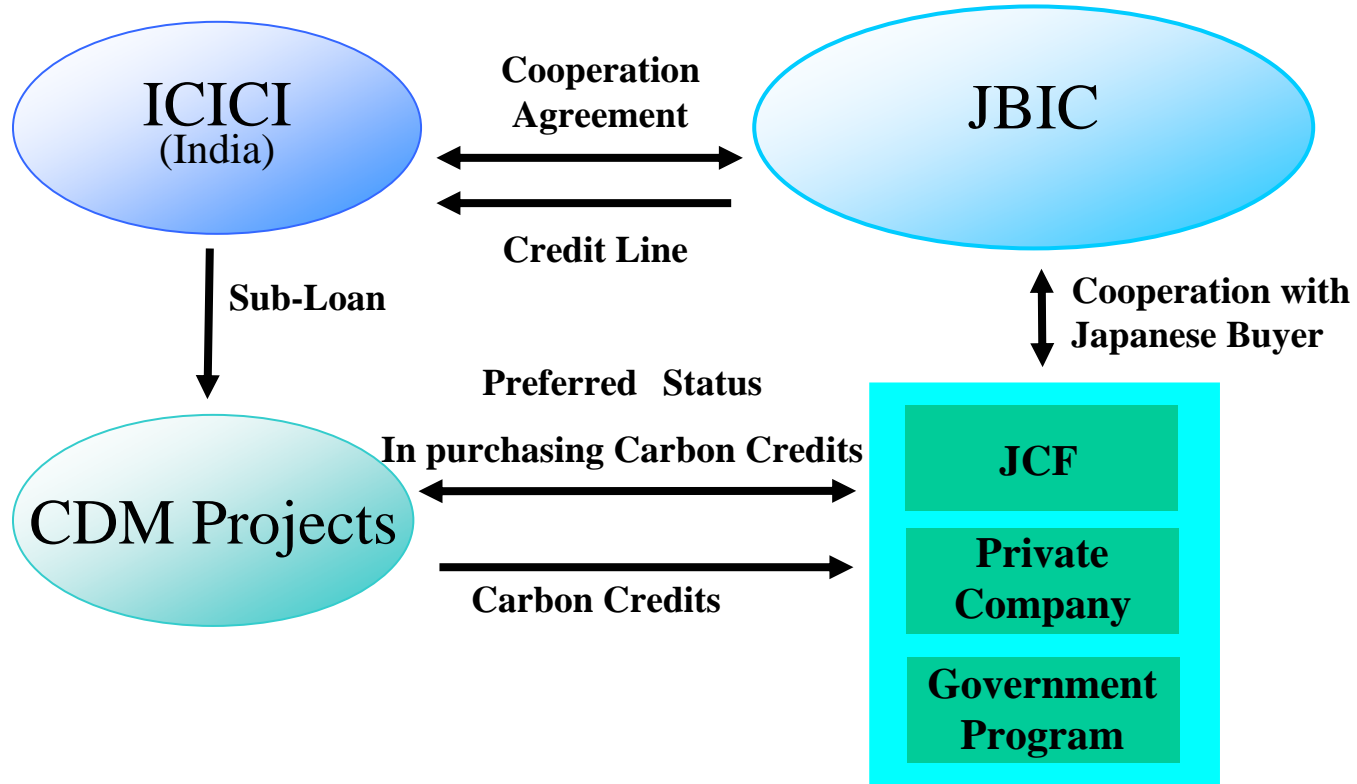 ICICI
(India)
Cooperation
Agreement
JBIC
Credit Line
Sub-Loan
Cooperation with
Japanese Buyer
Preferred Status
In purchasing Carbon Credits
JCF
CDM Projects
Private
Company
Carbon Credits
Government
Program